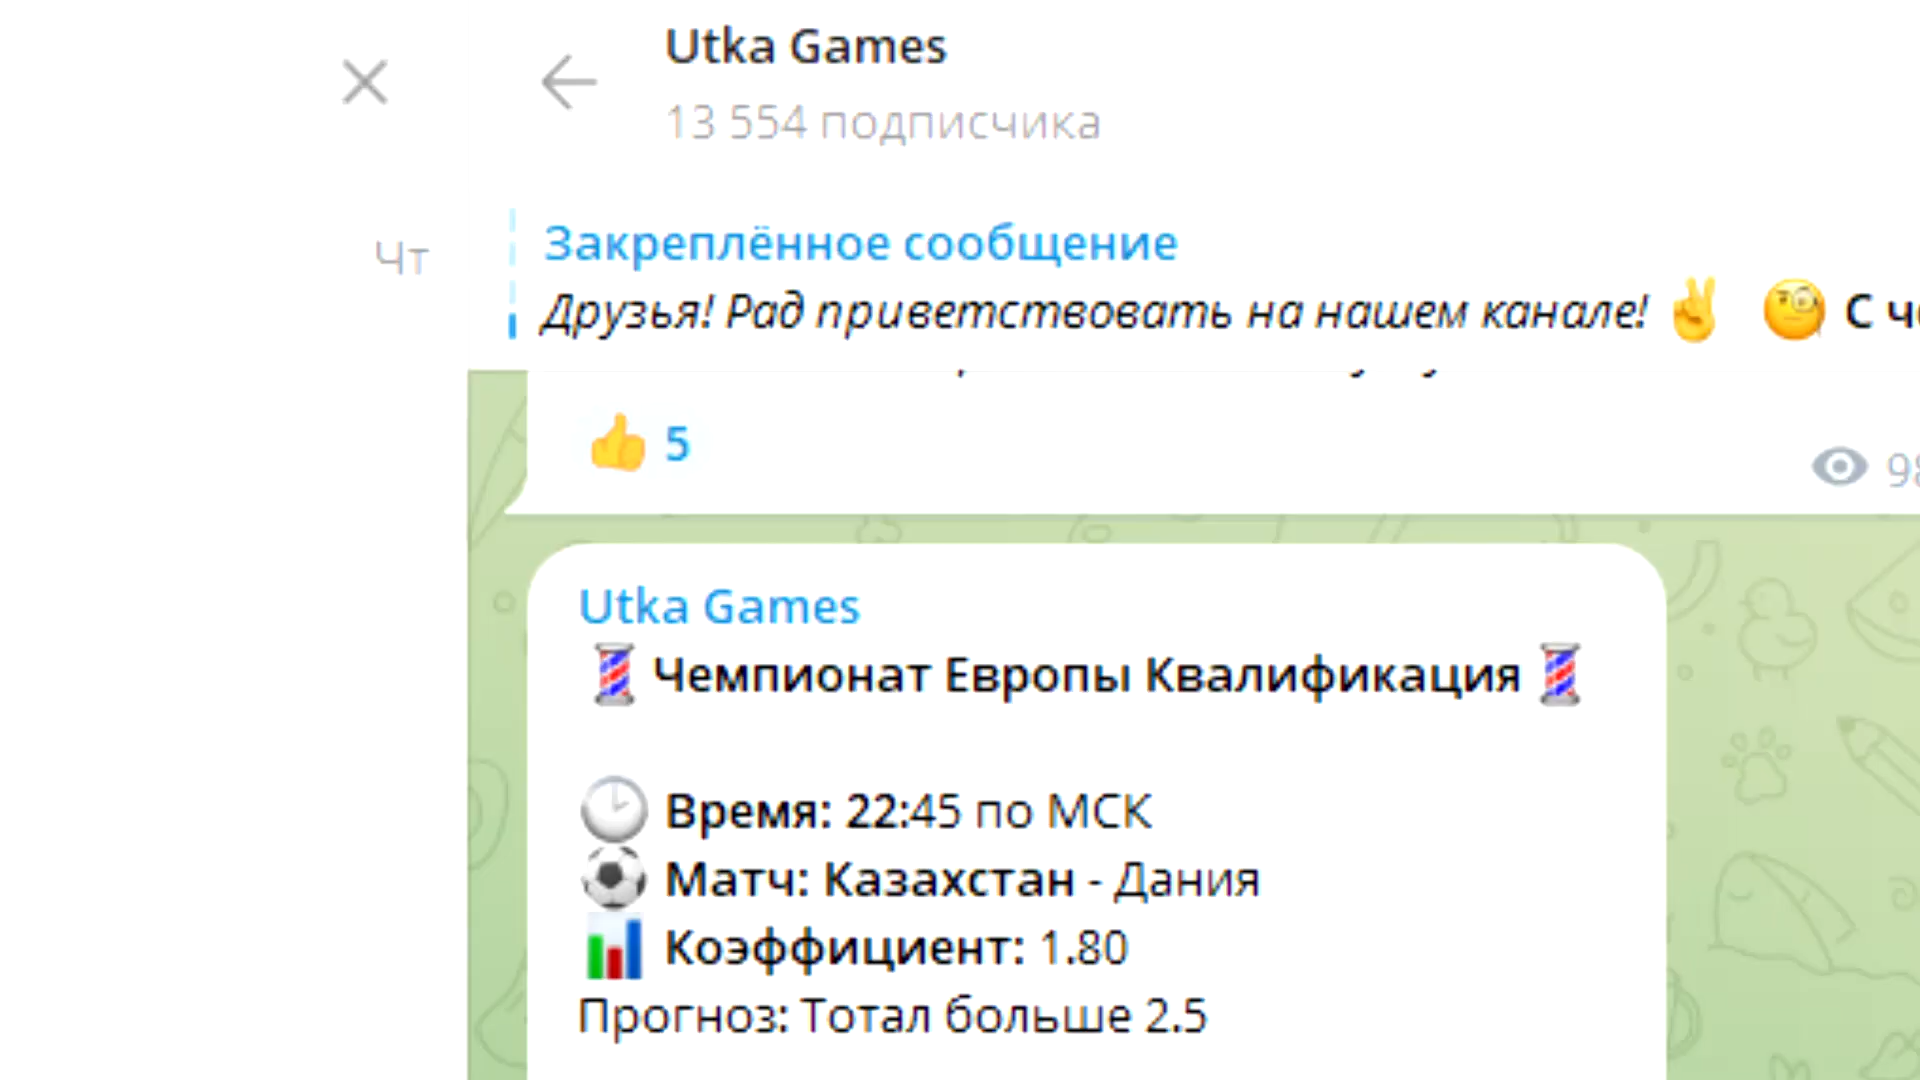 Utka Games
13 554 подписчика
Чт
Закреплённое сообщение
Друзья! Рад приветствовать на нашем канале! ✌ 🧐 С
👍 5
Utka Games
💈 Чемпионат Европы Квалификация 💈
🕑 Время: 22:45 по МСК
⚽ Матч: Казахстан - Дания
📊 Коэффициент: 1.80
Прогноз: Тотал больше 2.5